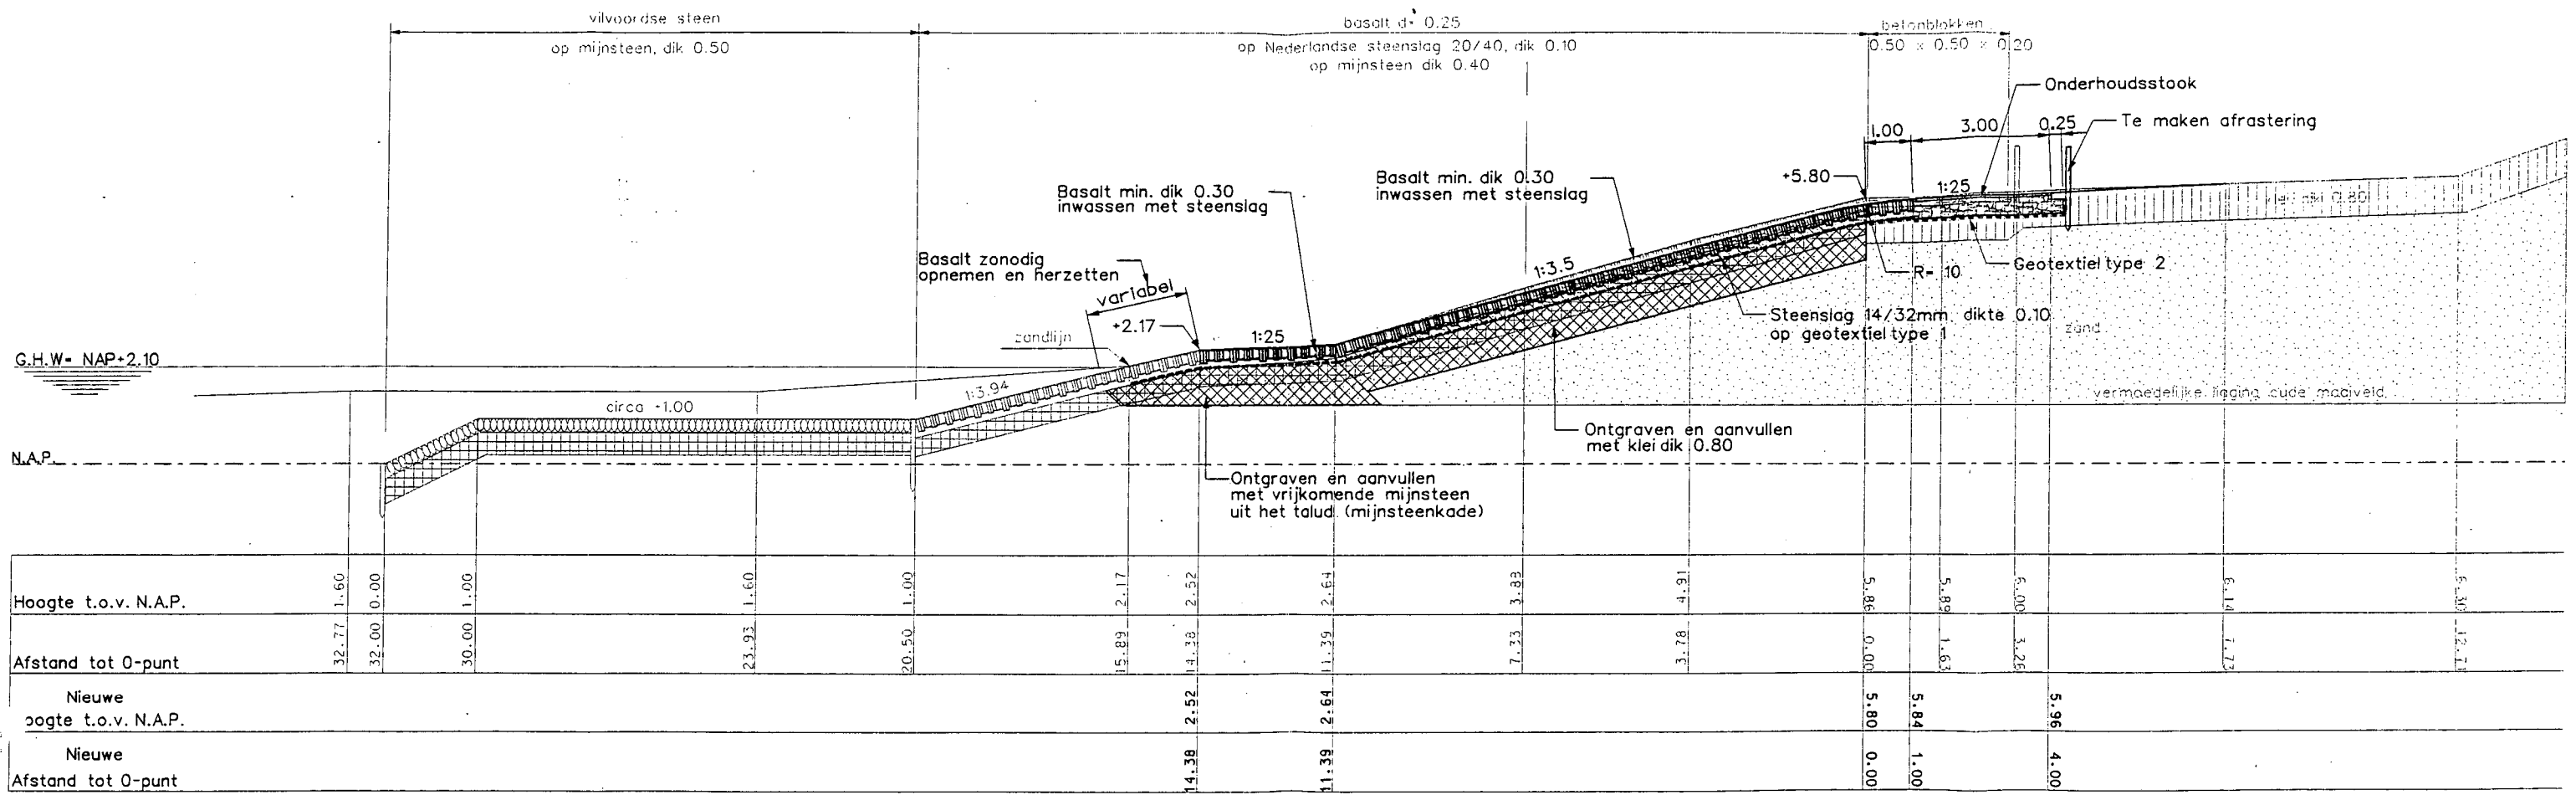 vilvoordse steen
op mijnsteen, dik 0.50
basalt d= 0.25
op Nederlandse steenslag 20/40, dik 0.10
op mijnsteen dik 0.40
betonblokken
0.50 x 0.50 x 0.20
Onderhoudsstook
Te maken afrastering
1.00
3.00
0.25
+5.80
1:25
Basalt min. dik 0.30
inwassen met steenslag
Basalt min. dik 0.30
inwassen met steenslag
klei dik 0.80
Basalt zonodig
opnemen en herzetten
variabel
1:3.5
R= 10
Geotextiel type 2
+2.17
1:25
zandlijn
Steenslag 14/32mm dikte 0.10
op geotextiel type 1
zand
G.H.W= NAP+2.10
1:3.94
circa +1.00
vermoedelijke ligging oude maaiveld
Ontgraven en aanvullen
met klei dik 0.80
N.A.P.
Ontgraven en aanvullen
met vrijkomende mijnsteen
uit het talud (mijnsteenkade)
Hoogte t.o.v. N.A.P. 1.60 0.00 1.00 1.60 1.00 2.17 2.52 2.64 3.88 4.91 5.86 5.89 6.00 6.14 6.30
Afstand tot 0-punt 32.77 32.00 30.00 23.93 20.50 15.89 14.38 11.39 7.33 3.78 0.00 1.63 3.26
Nieuwe
oogte t.o.v. N.A.P. 2.52 2.64 5.80 5.84 5.96
Nieuwe
Afstand tot 0-punt 14.38 11.39 0.00 1.00 4.00